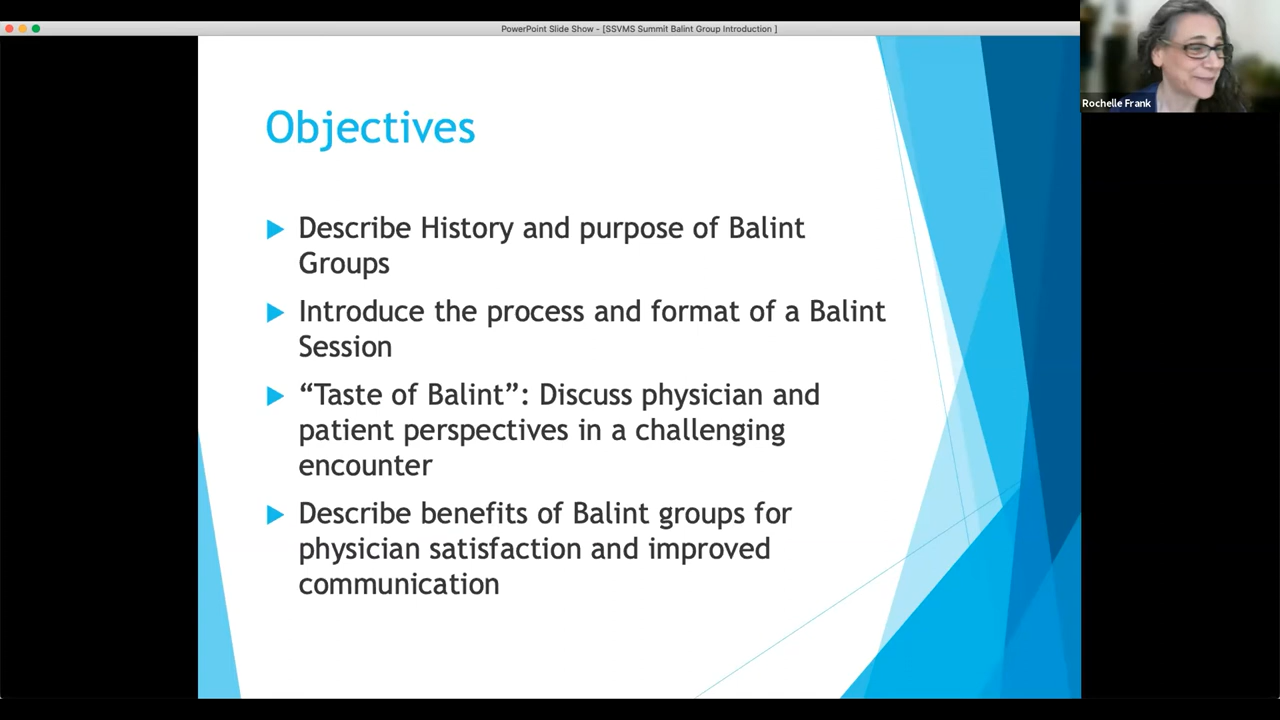 PowerPoint Slide Show - [SSVMS Summit Balint Group Introduction ]
Rochelle Frank
Objectives
Describe History and purpose of Balint
Groups
Introduce the process and format of a Balint
Session
“Taste of Balint”: Discuss physician and
patient perspectives in a challenging
encounter
Describe benefits of Balint groups for
physician satisfaction and improved
communication